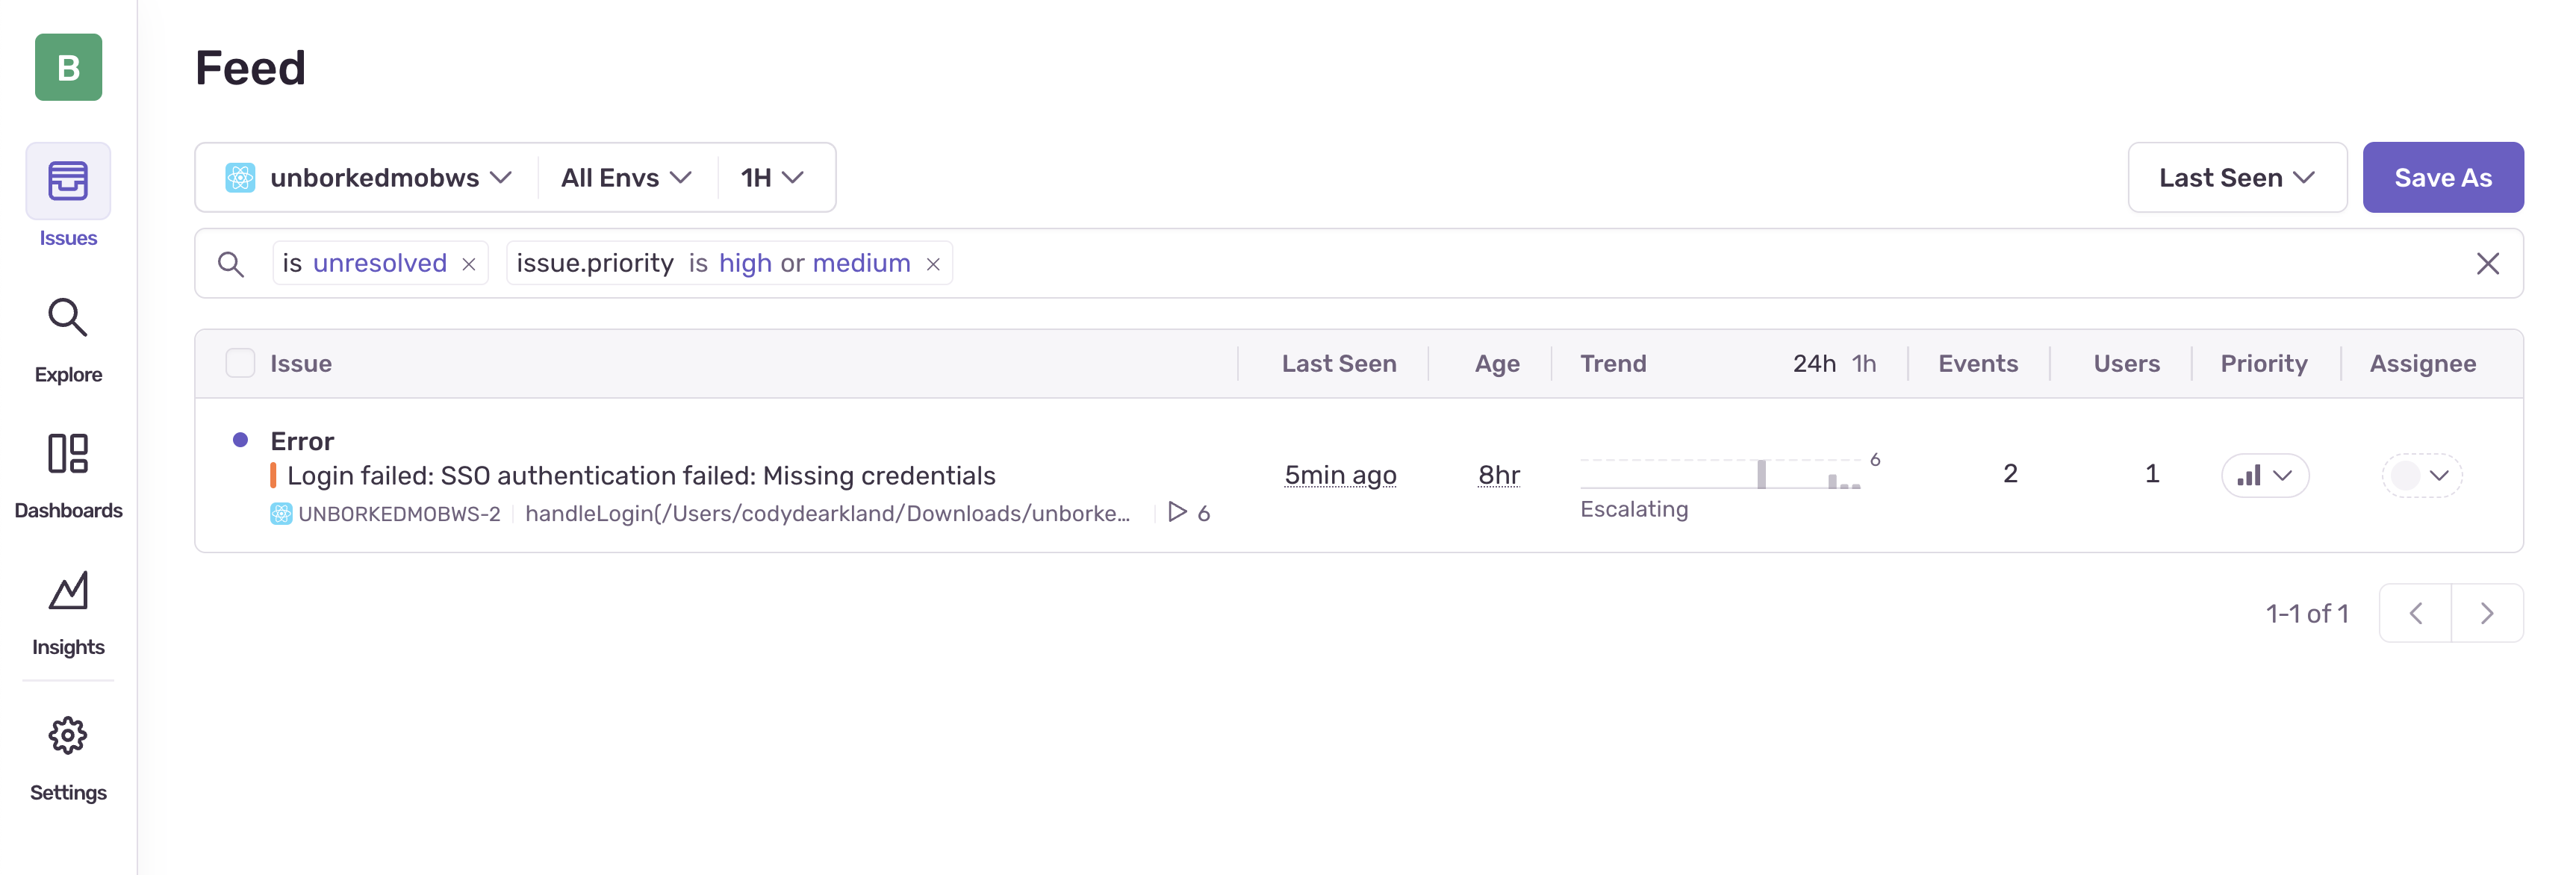 B
Feed
Issues
Explore
Dashboards
Insights
Settings
unborkedmobws All Envs 1H Last Seen Save As
is unresolved issue.priority is high or medium
Issue Last Seen Age Trend 24h 1h Events Users Priority Assignee
Error
Login failed: SSO authentication failed: Missing credentials 5min ago 8hr 6 2 1
UNBORKEDMOBWS-2 handleLogin(/Users/codydearkland/Downloads/unborke... 6 Escalating
1-1 of 1